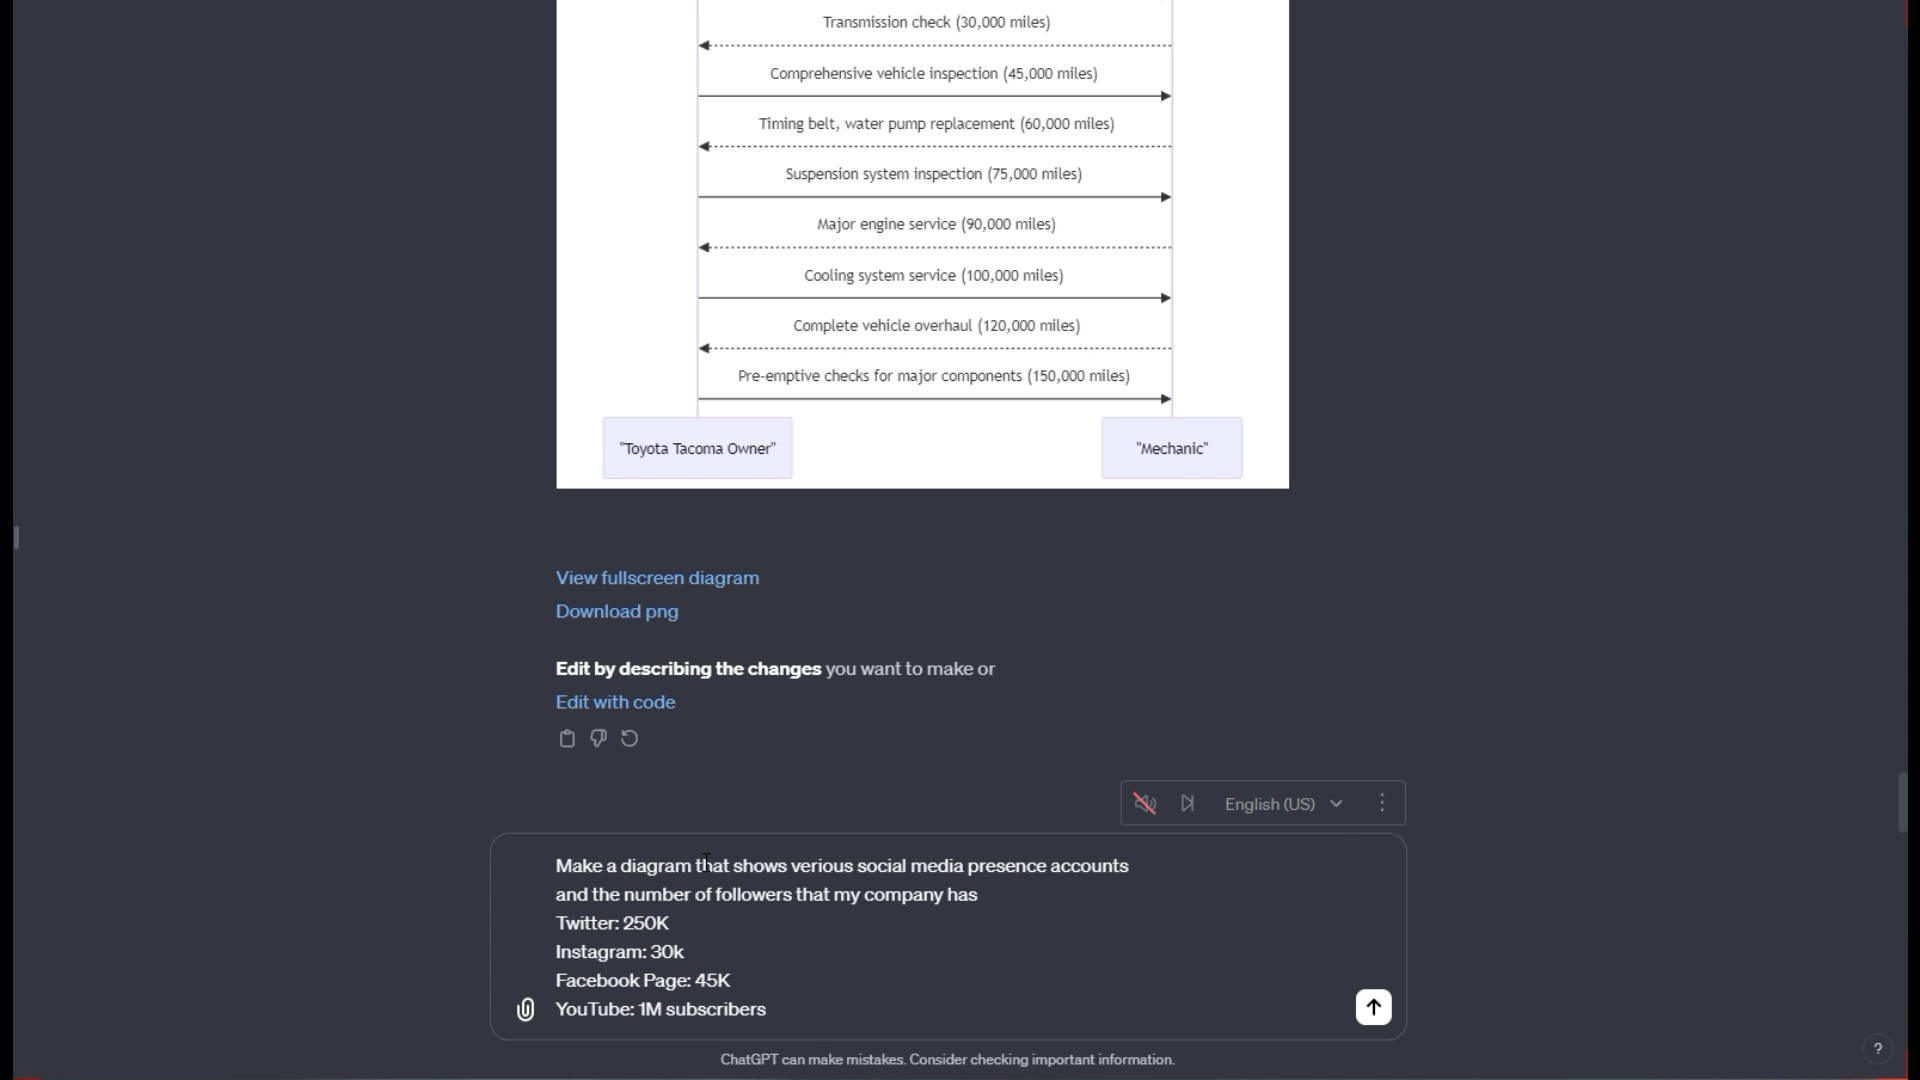 Transmission check (30,000 miles)
Comprehensive vehicle inspection (45,000 miles)
Timing belt, water pump replacement (60,000 miles)
Suspension system inspection (75,000 miles)
Major engine service (90,000 miles)
Cooling system service (100,000 miles)
Complete vehicle overhaul (120,000 miles)
Pre-emptive checks for major components (150,000 miles)
"Toyota Tacoma Owner" "Mechanic"
View fullscreen diagram
Download png
Edit by describing the changes you want to make or
Edit with code
English (US)
Make a diagram that shows verious social media presence accounts
and the number of followers that my company has
Twitter: 250K
Instagram: 30k
Facebook Page: 45K
YouTube: 1M subscribers
ChatGPT can make mistakes. Consider checking important information.
?